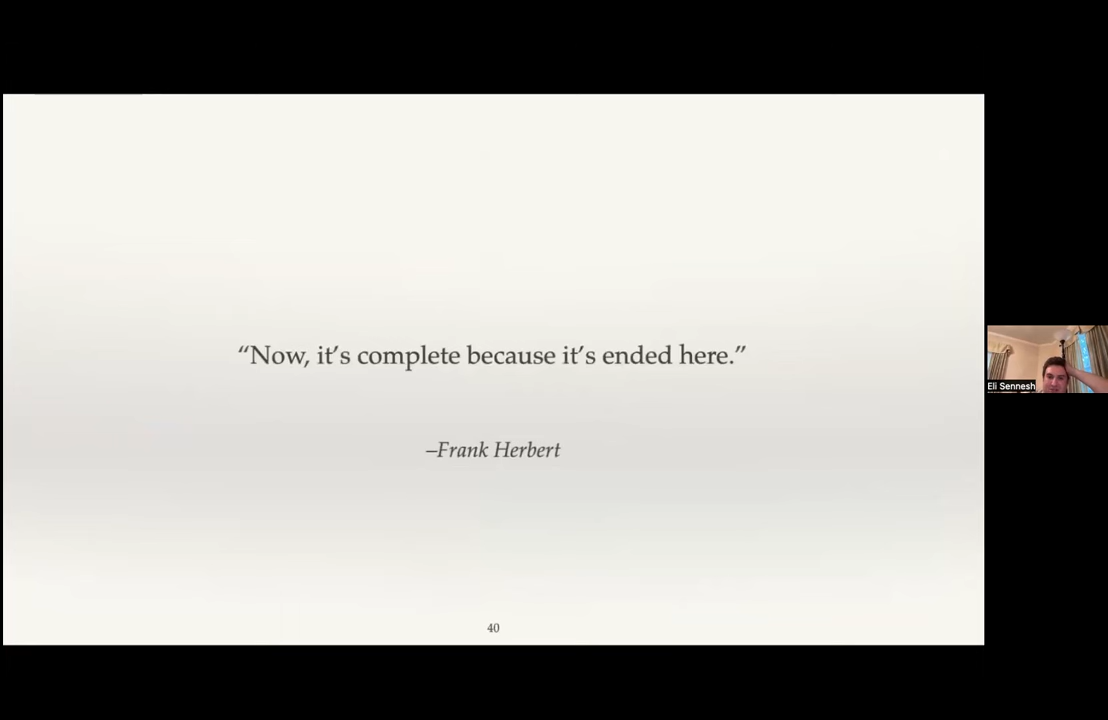 “Now, it’s complete because it’s ended here.”
–Frank Herbert
Eli Sennesh
40